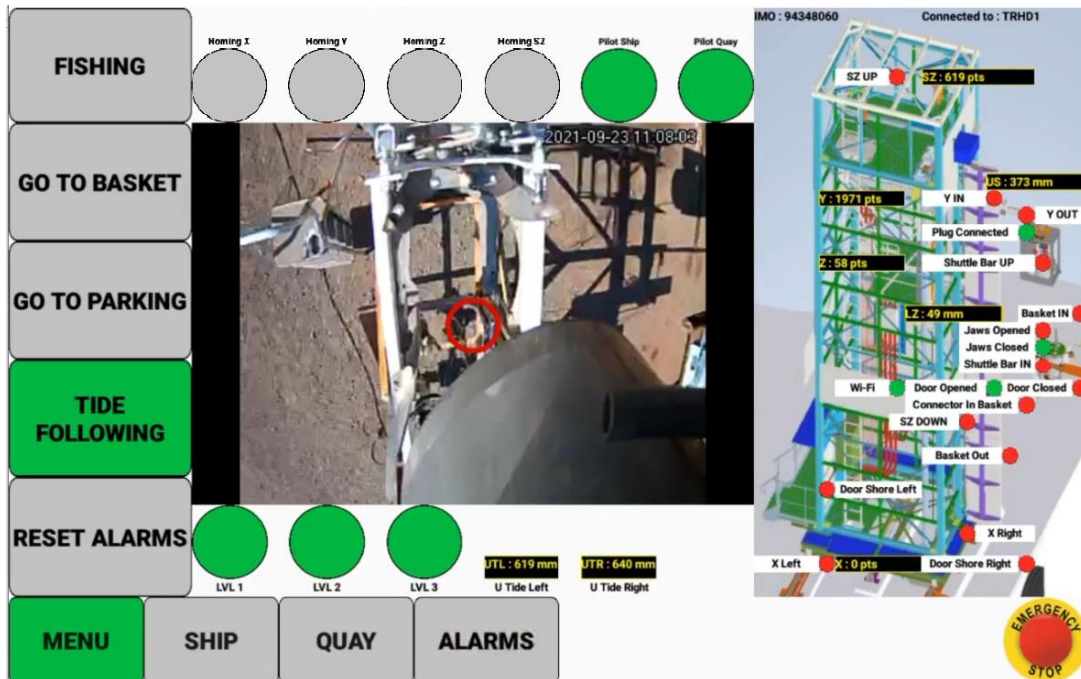 FISHING
GO TO BASKET
GO TO PARKING
TIDE
FOLLOWING
RESET ALARMS
Homing X
Homing Y
Homing Z
Homing SZ
Pilot Ship
Pilot Quay
2021-09-23 11:08:03
LVL 1
LVL 2
LVL 3
UTL : 619 mm
U Tide Left
UTR : 640 mm
U Tide Right
MENU
SHIP
QUAY
ALARMS
IMO : 94348060
Connected to : TRHD1
SZ UP
SZ : 619 pts
US : 373 mm
Y : 1971 pts
Y IN
Y OUT
Plug Connected
Z : 58 pts
Shuttle Bar UP
LZ : 49 mm
Basket IN
Jaws Opened
Jaws Closed
Shuttle Bar IN
Wi-Fi
Door Opened
Door Closed
Connector In Basket
SZ DOWN
Basket Out
Door Shore Left
X Right
X Left
X : 0 pts
Door Shore Right
EMERGENCY
STOP